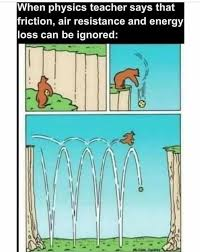 When physics teacher says that
friction, air resistance and energy
loss can be ignored: